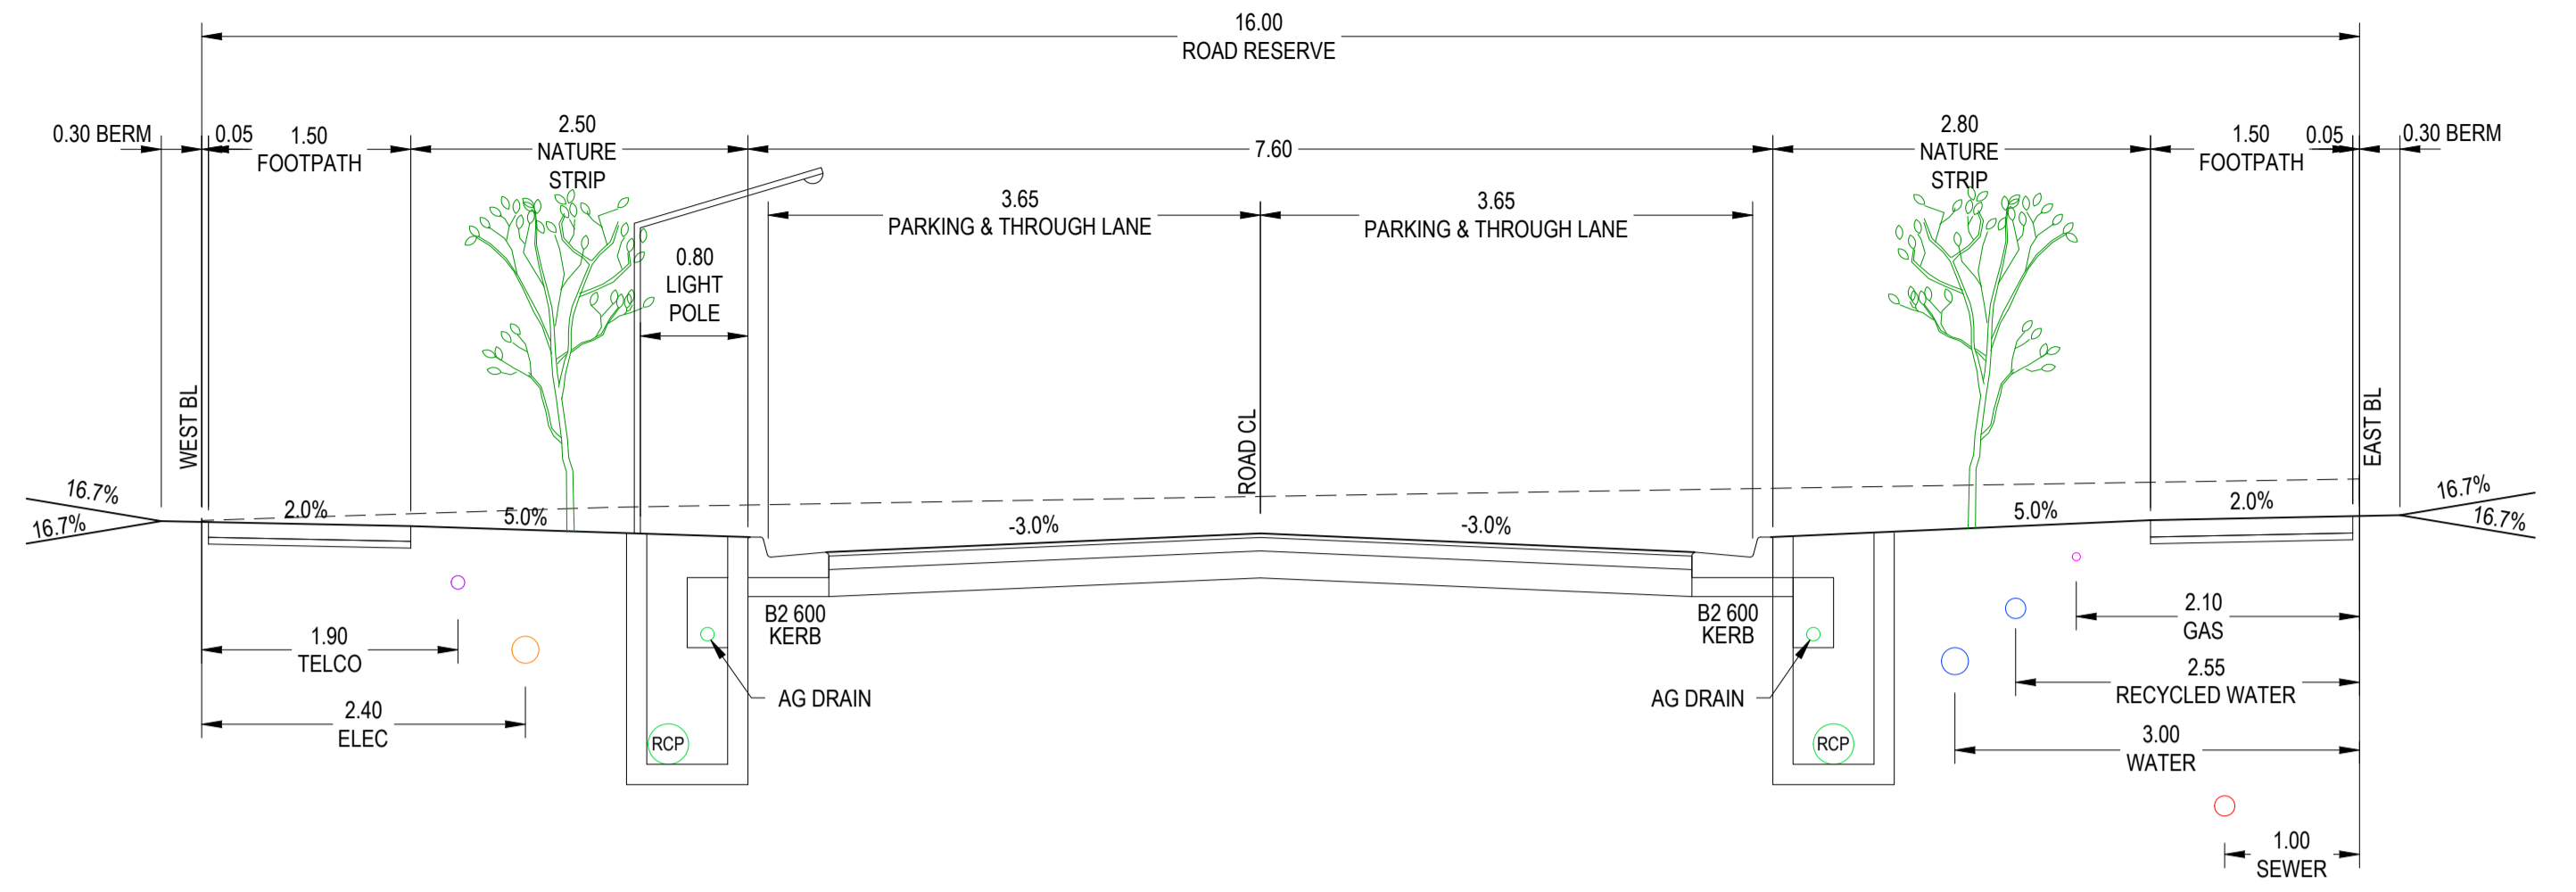 16.00
ROAD RESERVE
0.30 BERM
0.05
1.50
FOOTPATH
2.50
NATURE
STRIP
7.60
2.80
NATURE
STRIP
1.50
FOOTPATH
0.05
0.30 BERM
3.65
PARKING & THROUGH LANE
3.65
PARKING & THROUGH LANE
0.80
LIGHT
POLE
WEST BL
ROAD CL
EAST BL
16.7%
16.7%
2.0%
5.0%
-3.0%
-3.0%
5.0%
2.0%
16.7%
16.7%
B2 600
KERB
B2 600
KERB
1.90
TELCO
2.40
ELEC
AG DRAIN
AG DRAIN
RCP
RCP
2.10
GAS
2.55
RECYCLED WATER
3.00
WATER
1.00
SEWER